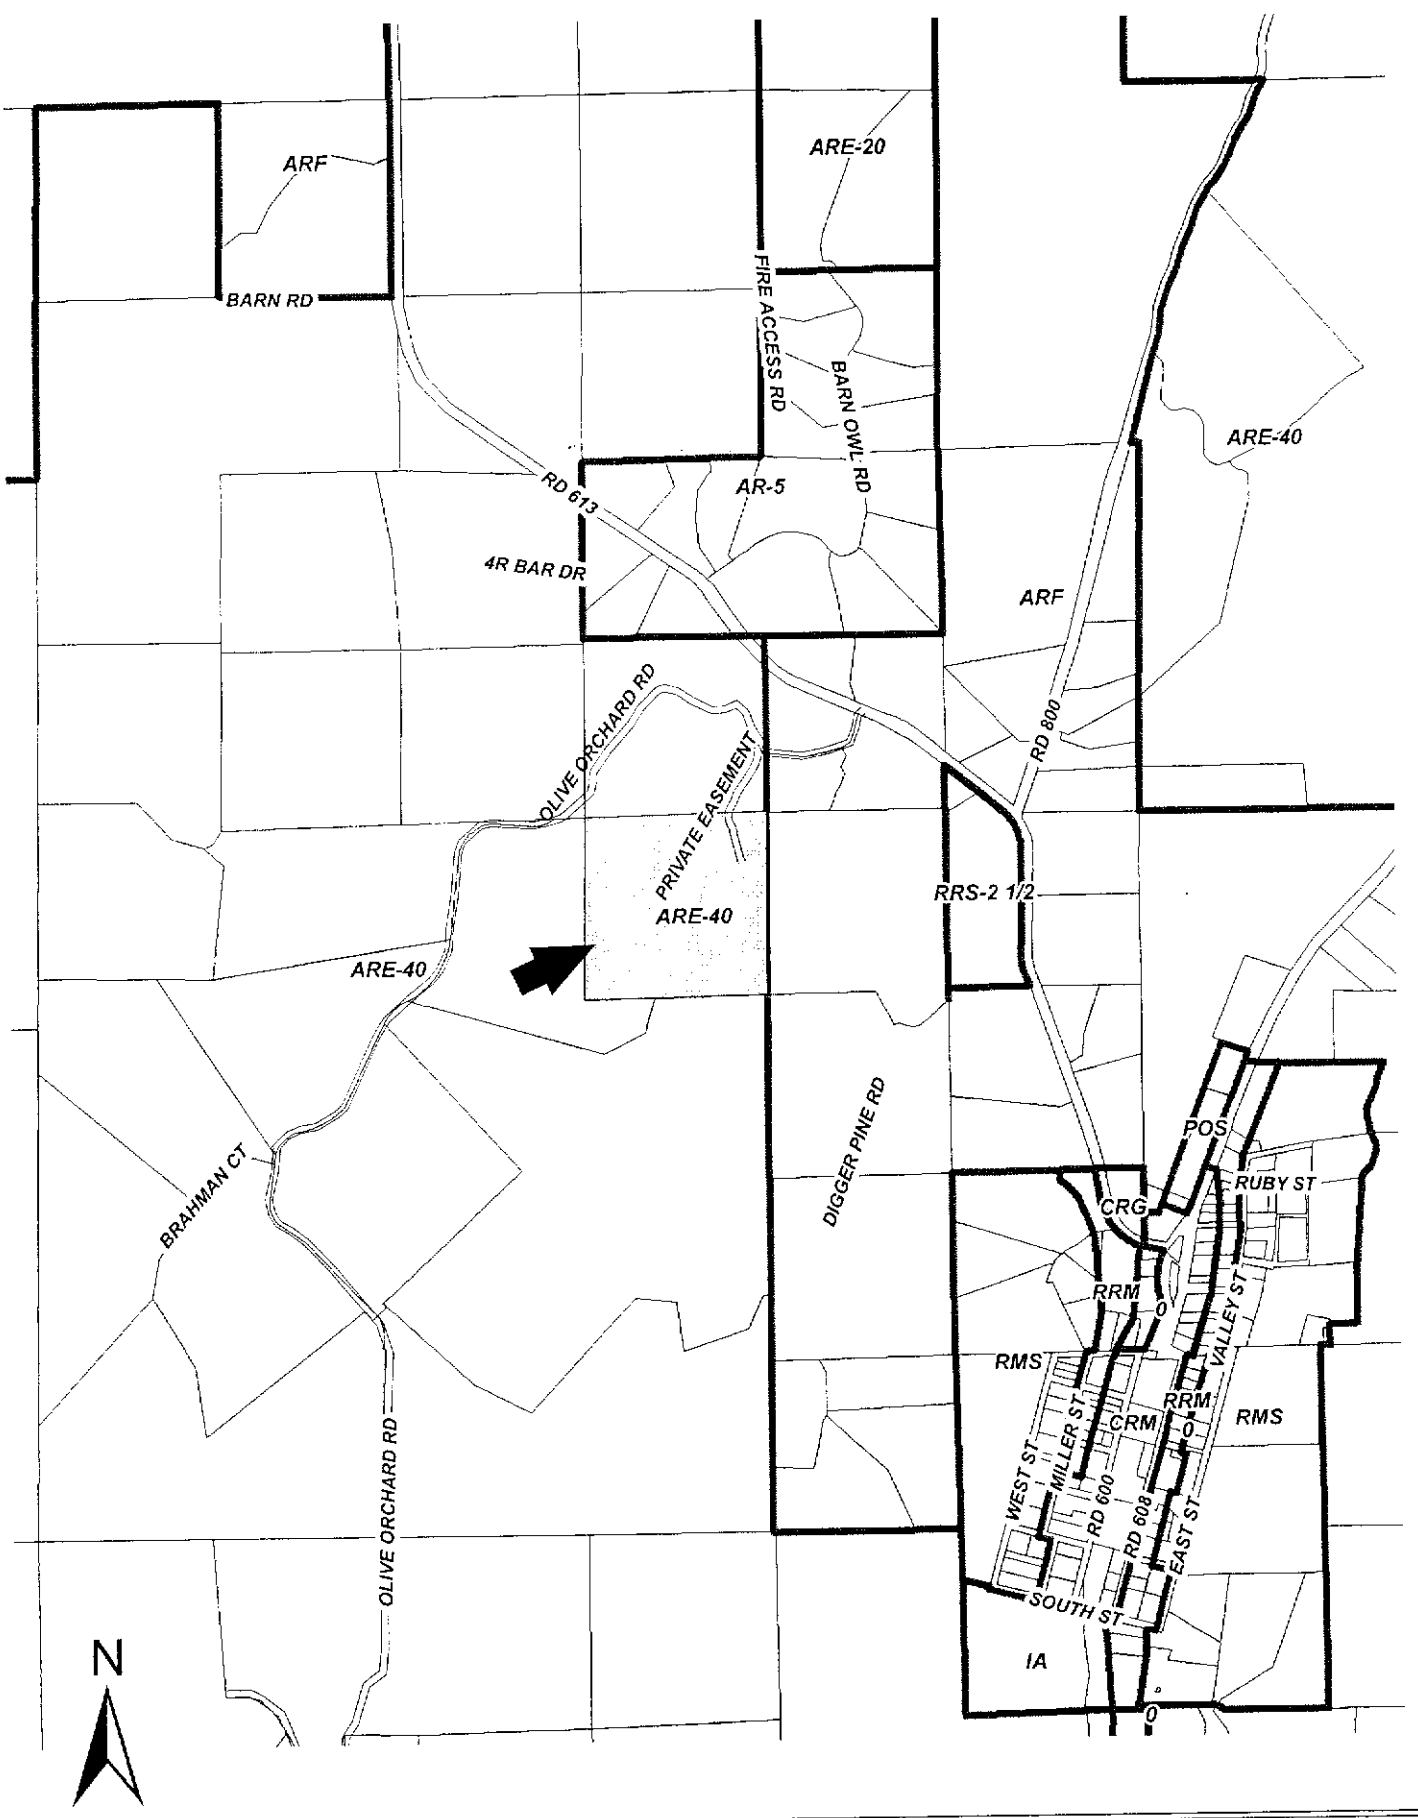 ARE-20
ARF
FIRE ACCESS RD
BARN RD
BARN OWL RD
ARE-40
RD 613
AR-5
4R BAR DR
ARF
OLIVE ORCHARD RD
RD 800
PRIVATE EASEMENT
RRS-2 1/2
ARE-40
ARE-40
DIGGER PINE RD
POS
BRAHMAN CT
RUBY ST
CRG
RRM
0
VALLEY ST
RMS
RRM
0
RMS
CRM
MILLER ST
WEST ST
OLIVE ORCHARD RD
RD 600
RD 608
EAST ST
SOUTH ST
N
IA
0